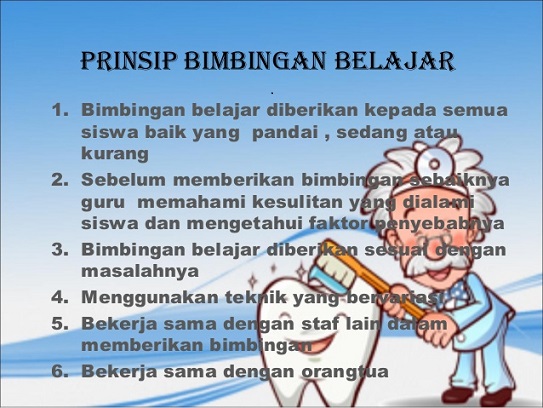 PRINSIP BIMBINGAN BELAJAR
.
1. Bimbingan belajar diberikan kepada semua
siswa baik yang pandai , sedang atau
kurang
2. Sebelum memberikan bimbingan sebaiknya
guru memahami kesulitan yang dialami
siswa dan mengetahui faktor penyebabnya
3. Bimbingan belajar diberikan sesuai dengan
masalahnya
4. Menggunakan teknik yang bervariasi
5. Bekerja sama dengan staf lain dalam
memberikan bimbingan
6. Bekerja sama dengan orangtua